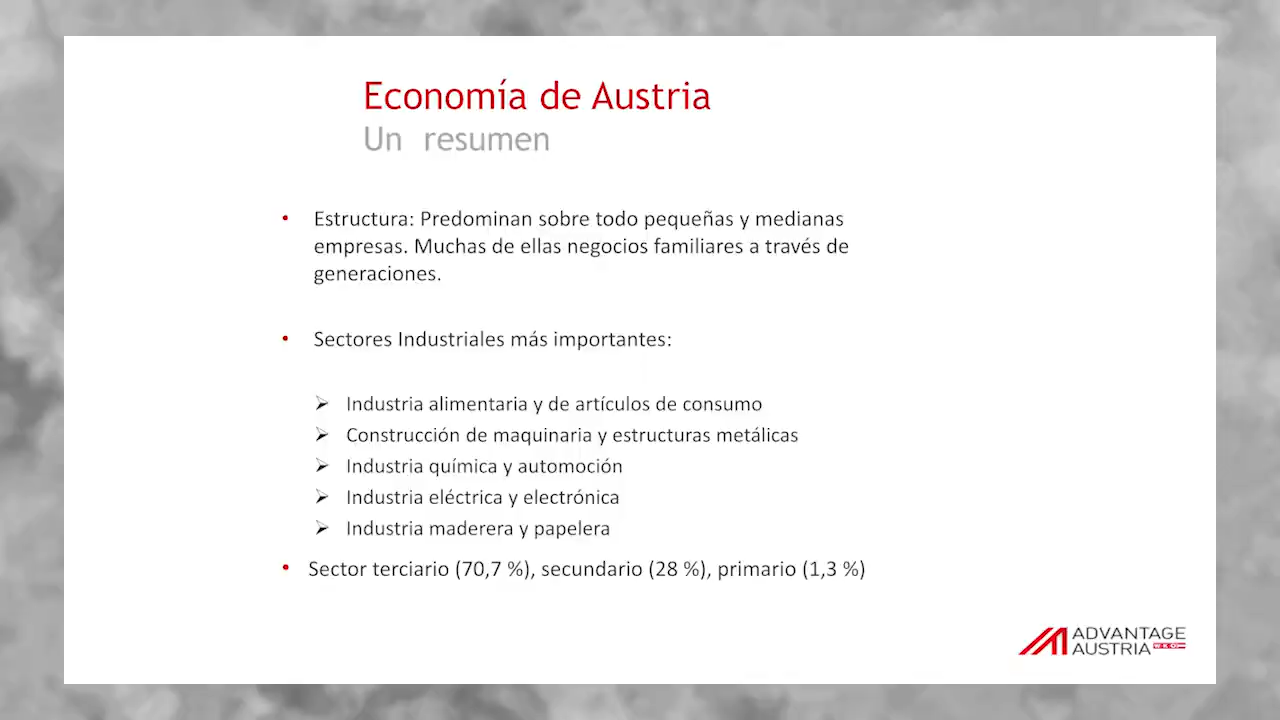 Economía de Austria
Un resumen
• Estructura: Predominan sobre todo pequeñas y medianas
empresas. Muchas de ellas negocios familiares a través de
generaciones.
• Sectores Industriales más importantes:
➢ Industria alimentaria y de artículos de consumo
➢ Construcción de maquinaria y estructuras metálicas
➢ Industria química y automoción
➢ Industria eléctrica y electrónica
➢ Industria maderera y papelera
• Sector terciario (70,7 %), secundario (28 %), primario (1,3 %)
ADVANTAGE
AUSTRIA WKO